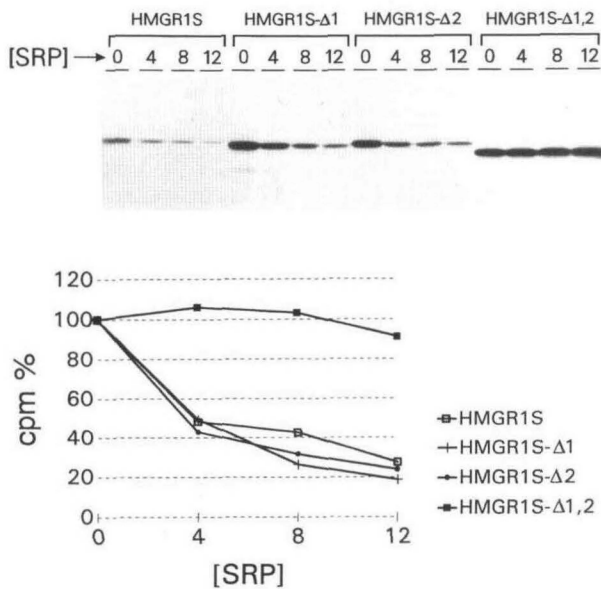 HMGR1S HMGR1S-Δ1 HMGR1S-Δ2 HMGR1S-Δ1,2
[SRP]→ 0 4 8 12 0 4 8 12 0 4 8 12 0 4 8 12
120
100
80
60
40
20
0
cpm %
0 4 8 12
[SRP]
HMGR1S
HMGR1S-Δ1
HMGR1S-Δ2
HMGR1S-Δ1,2